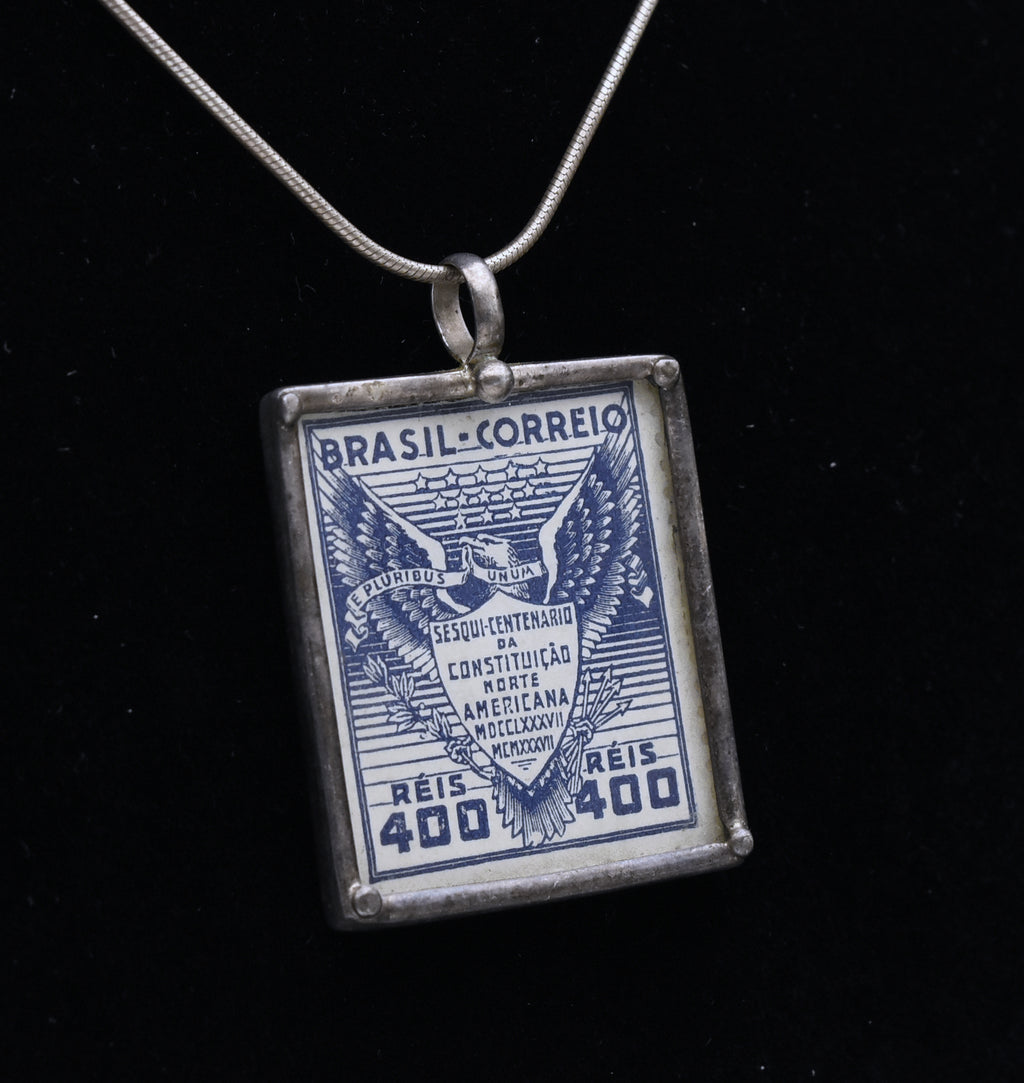 BRASIL-CORREIO
E PLURIBUS UNUM
SESQUI-CENTENARIO
DA
CONSTITUIÇÃO
NORTE
AMERICANA
MDCCLXXXVII
MCMXXXVII
RÉIS RÉIS
400 400